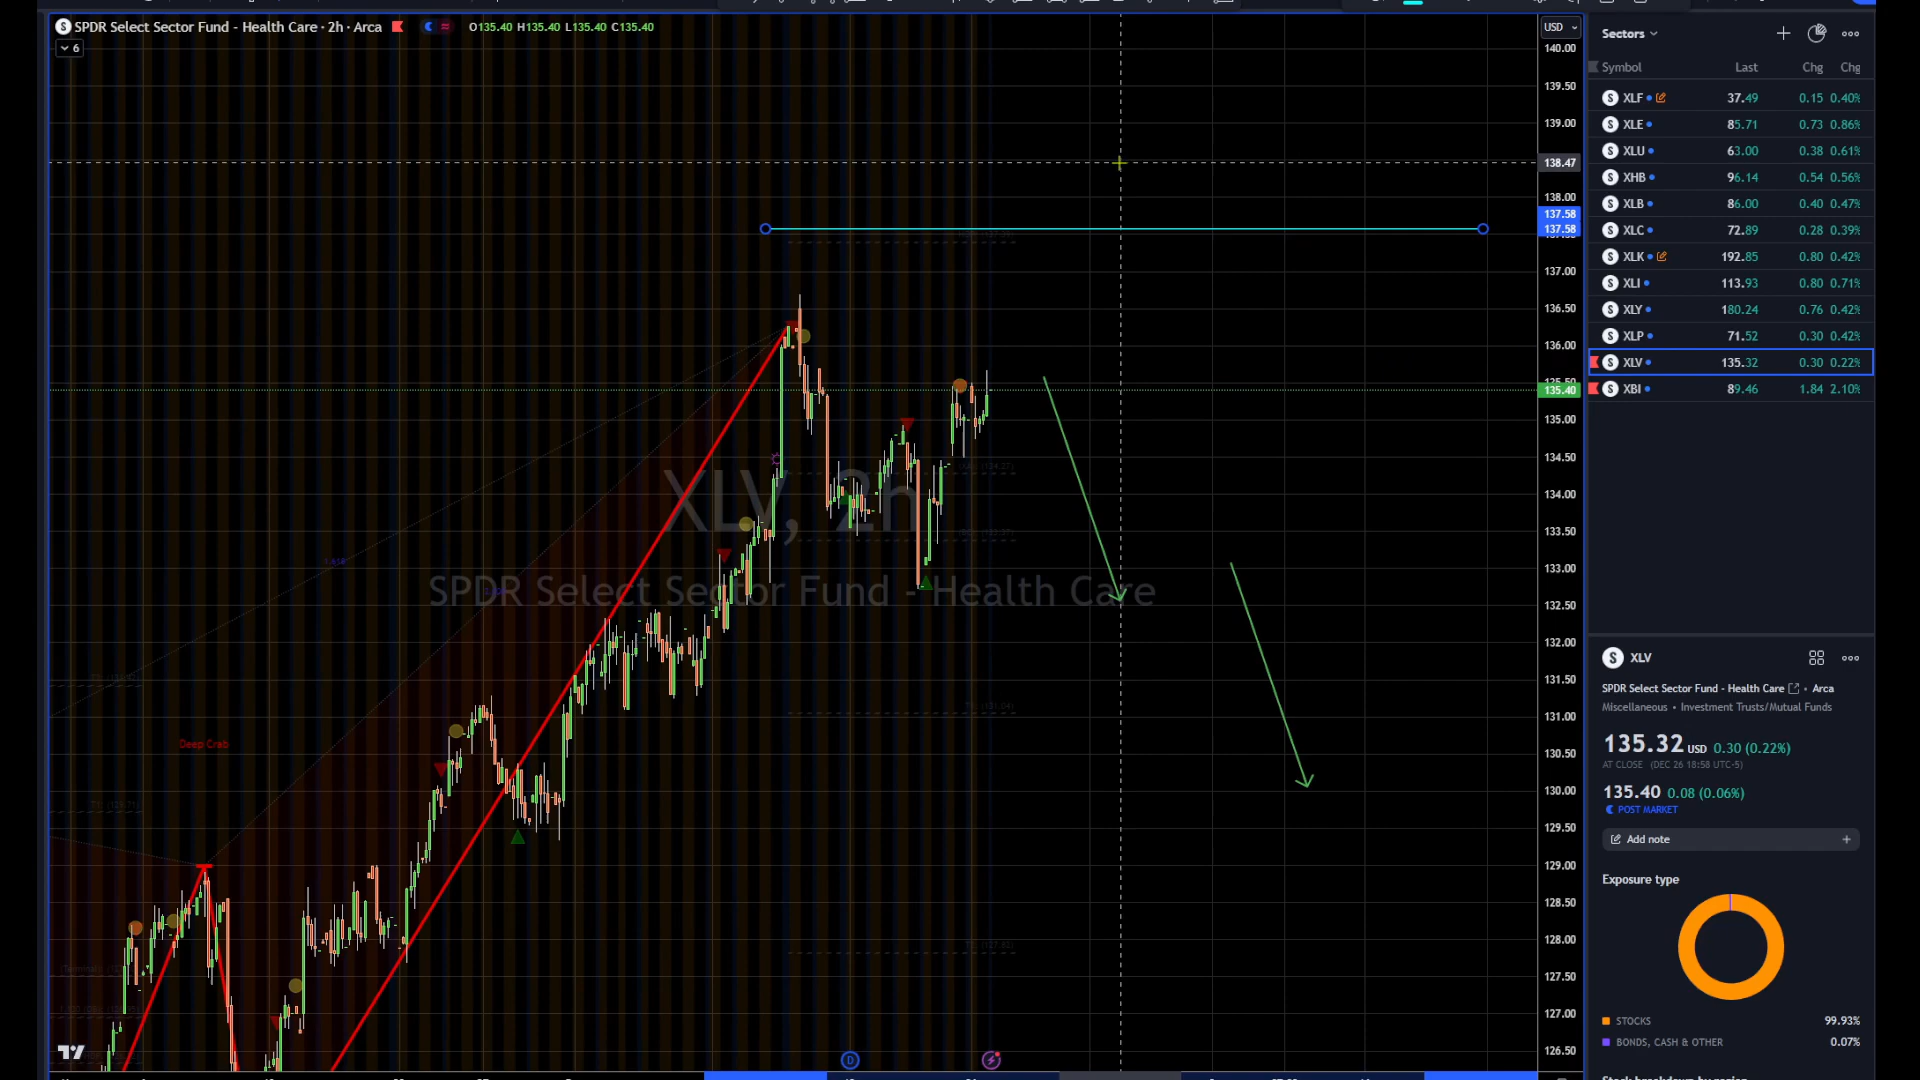 SPDR Select Sector Fund - Health Care · 2h · Arca O135.40 H135.40 L135.40 C135.40
6
USD
140.00
139.50
139.00
138.47
138.00
137.58
137.58
137.00
136.50
136.00
135.40
135.00
134.50
134.00
133.50
133.00
132.50
132.00
131.50
131.00
130.50
130.00
129.50
129.00
128.50
128.00
127.50
127.00
126.50
XLV, 2h
SPDR Select Sector Fund - Health Care
Deep Crab
D
Sectors
Symbol Last Chg Chg
XLF 37.49 0.15 0.40%
XLE 85.71 0.73 0.86%
XLU 63.00 0.38 0.61%
XHB 96.14 0.54 0.56%
XLB 86.00 0.40 0.47%
XLC 72.89 0.28 0.39%
XLK 192.85 0.80 0.42%
XLI 113.93 0.80 0.71%
XLY 180.24 0.76 0.42%
XLP 71.52 0.30 0.42%
XLV 135.32 0.30 0.22%
XBI 89.46 1.84 2.10%
XLV
SPDR Select Sector Fund - Health Care • Arca
Miscellaneous • Investment Trusts/Mutual Funds
135.32 USD 0.30 (0.22%)
AT CLOSE (DEC 26 18:58 UTC-5)
135.40 0.08 (0.06%)
POST MARKET
Add note
Exposure type
STOCKS 99.93%
BONDS, CASH & OTHER 0.07%